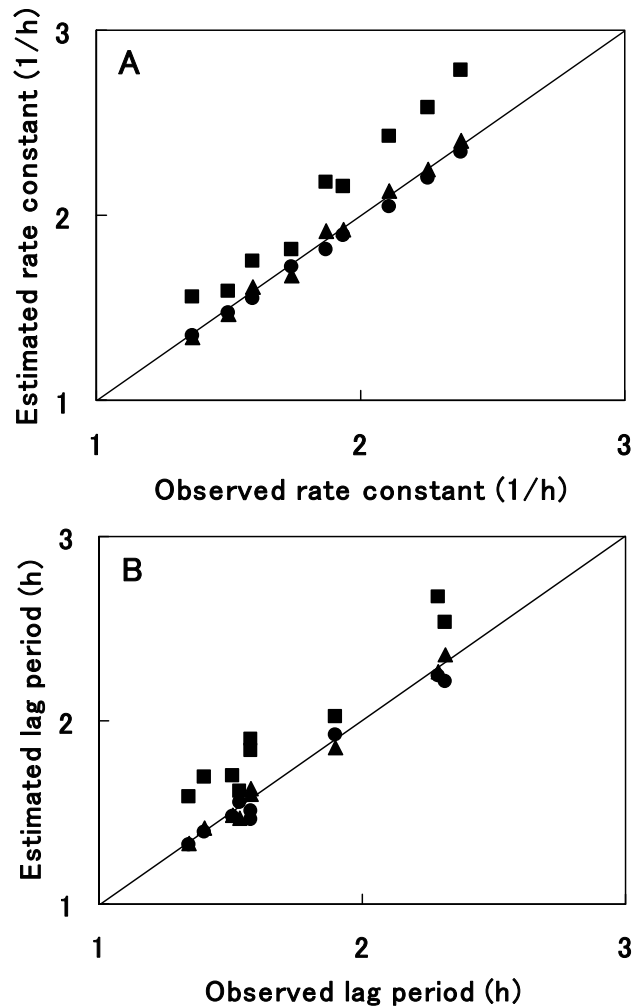 3
A
2
1
1 2 3
Estimated rate constant (1/h)
Observed rate constant (1/h)
3
B
2
1
1 2 3
Estimated lag period (h)
Observed lag period (h)